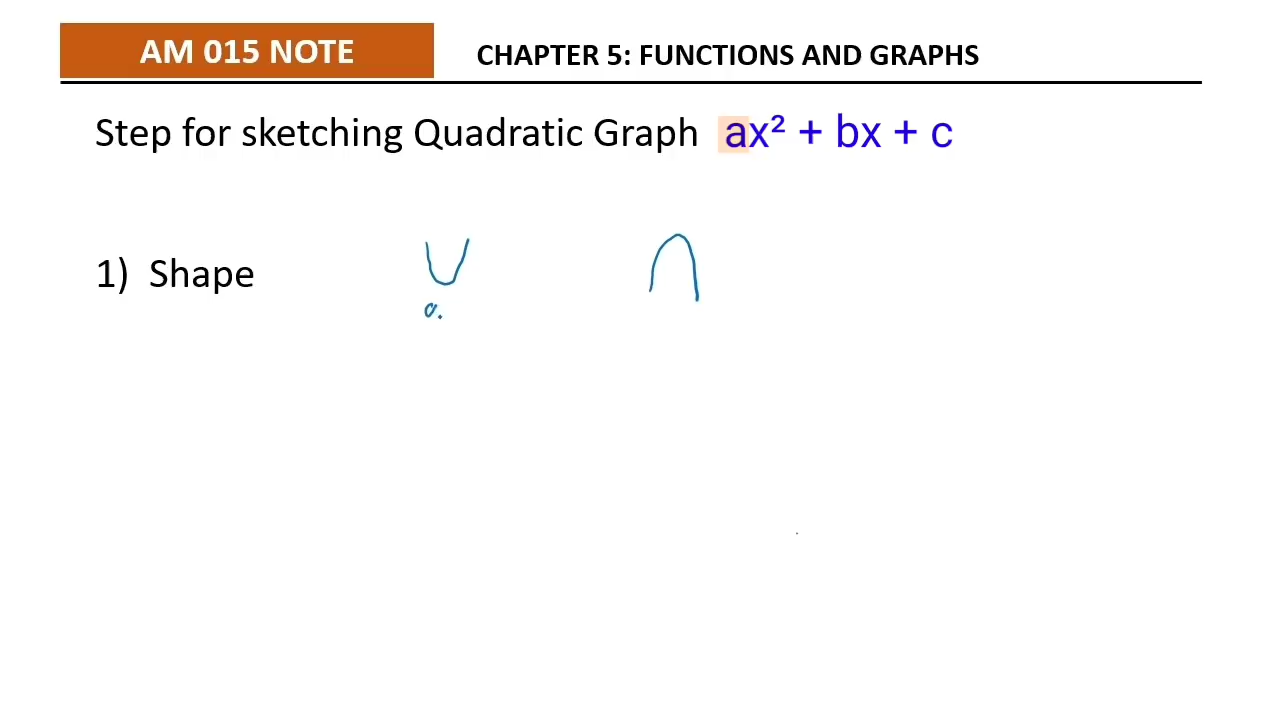 AM 015 NOTE
CHAPTER 5: FUNCTIONS AND GRAPHS
Step for sketching Quadratic Graph ax² + bx + c
1) Shape